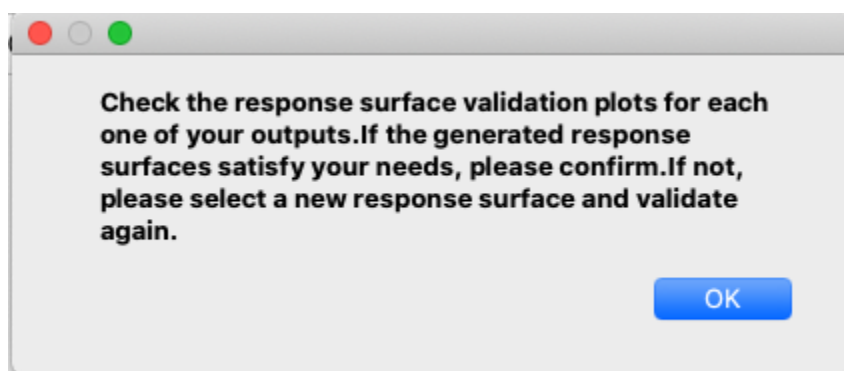 Check the response surface validation plots for each
one of your outputs.If the generated response
surfaces satisfy your needs, please confirm.If not,
please select a new response surface and validate
again.
OK